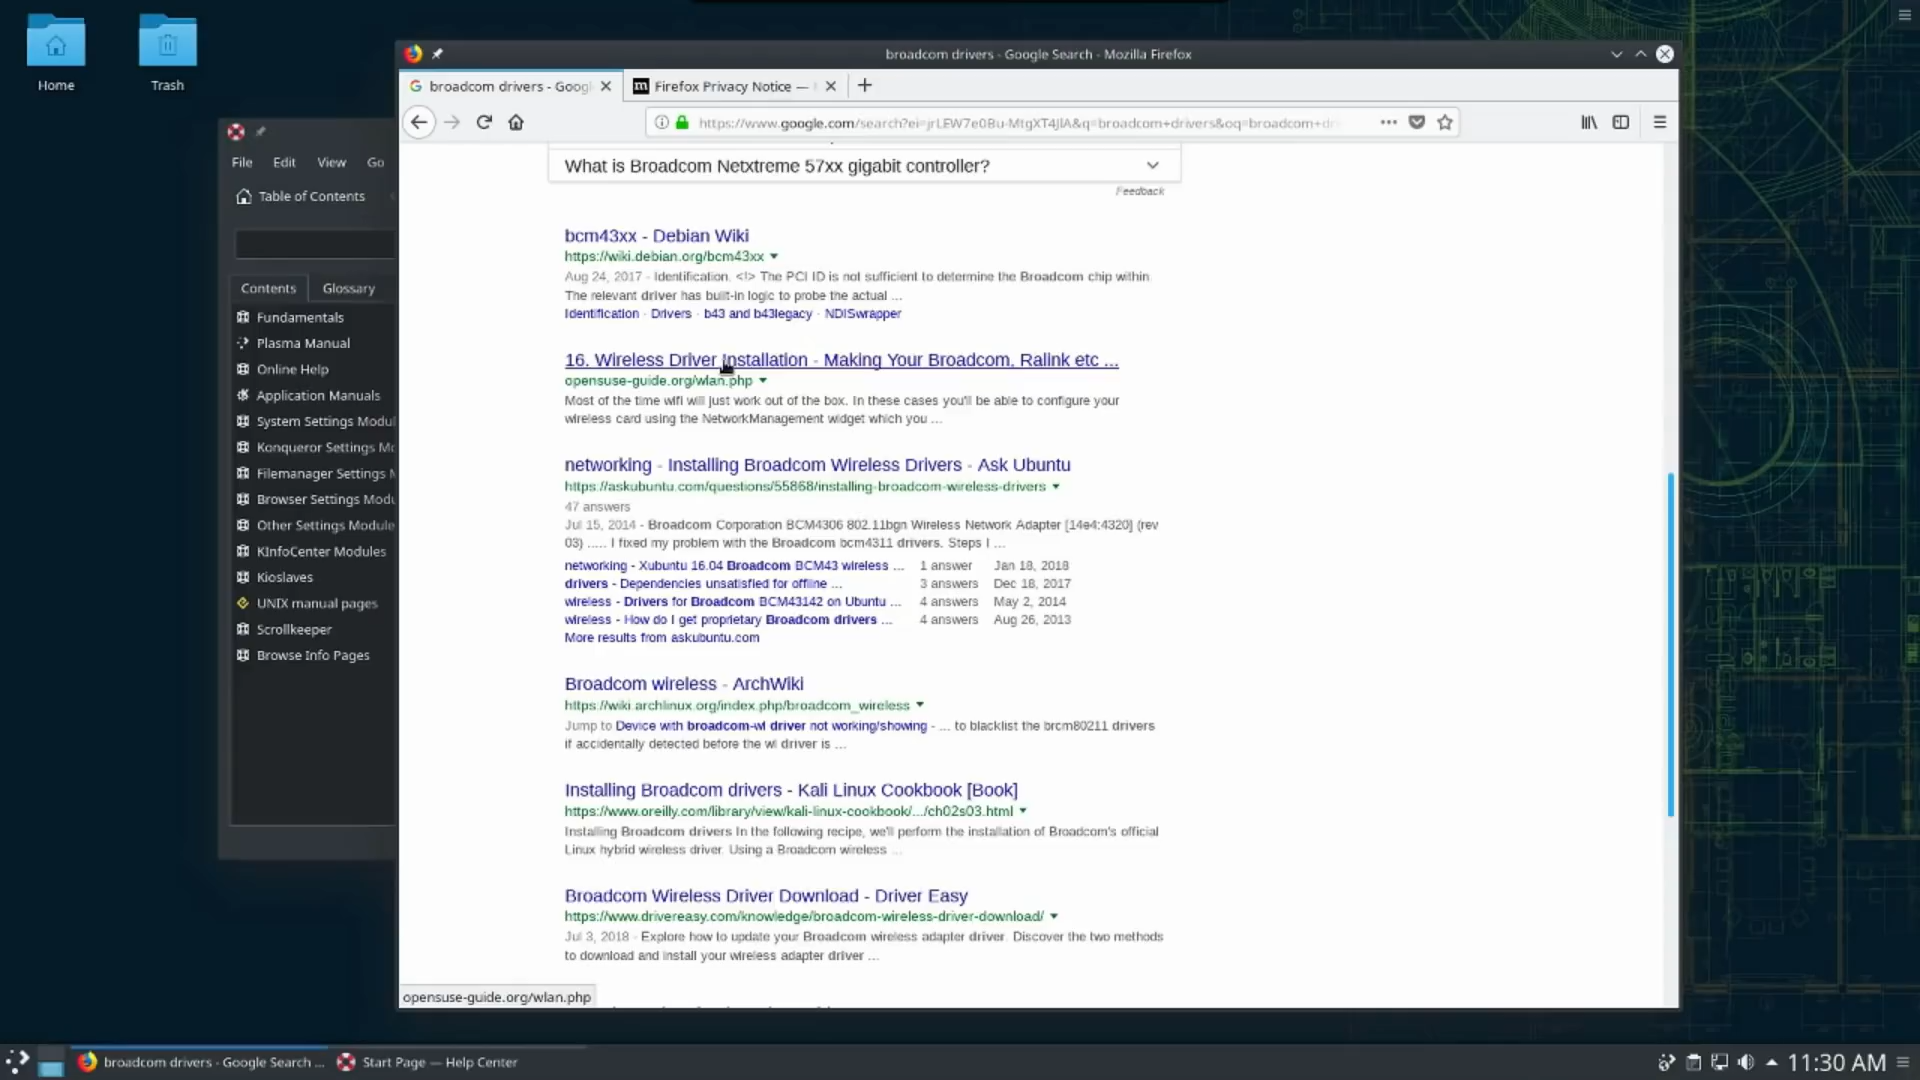 Home
Trash
broadcom drivers - Google Search - Mozilla Firefox
broadcom drivers - Googl
Firefox Privacy Notice —
https://www.google.com/search?ei=jrLEW7e0Bu-MtgXT4JjIA&q=broadcom+drivers&oq=broadcom+dri
File Edit View Go
Table of Contents
Contents Glossary
Fundamentals
Plasma Manual
Online Help
Application Manuals
System Settings Modu
Konqueror Settings Mo
Filemanager Settings M
Browser Settings Modu
Other Settings Module
KInfoCenter Modules
Kioslaves
UNIX manual pages
Scrollkeeper
Browse Info Pages
What is Broadcom Netxtreme 57xx gigabit controller?
Feedback
bcm43xx - Debian Wiki
https://wiki.debian.org/bcm43xx
Aug 24, 2017 - Identification. <!> The PCI ID is not sufficient to determine the Broadcom chip within
The relevant driver has built-in logic to probe the actual ...
Identification · Drivers · b43 and b43legacy · NDISwrapper
16. Wireless Driver Installation - Making Your Broadcom, Ralink etc ...
opensuse-guide.org/wlan.php
Most of the time wifi will just work out of the box. In these cases you'll be able to configure your
wireless card using the NetworkManagement widget which you ...
networking - Installing Broadcom Wireless Drivers - Ask Ubuntu
https://askubuntu.com/questions/55868/installing-broadcom-wireless-drivers
47 answers
Jul 15, 2014 - Broadcom Corporation BCM4306 802.11bgn Wireless Network Adapter [14e4:4320] (rev
03) ..... I fixed my problem with the Broadcom bcm4311 drivers. Steps I ...
networking - Xubuntu 16.04 Broadcom BCM43 wireless ... 1 answer Jan 18, 2018
drivers - Dependencies unsatisfied for offline ... 3 answers Dec 18, 2017
wireless - Drivers for Broadcom BCM43142 on Ubuntu ... 4 answers May 2, 2014
wireless - How do I get proprietary Broadcom drivers ... 4 answers Aug 26, 2013
More results from askubuntu.com
Broadcom wireless - ArchWiki
https://wiki.archlinux.org/index.php/broadcom_wireless
Jump to Device with broadcom-wl driver not working/showing - ... to blacklist the brcm80211 drivers
if accidentally detected before the wl driver is ...
Installing Broadcom drivers - Kali Linux Cookbook [Book]
https://www.oreilly.com/library/view/kali-linux-cookbook/.../ch02s03.html
Installing Broadcom drivers In the following recipe, we'll perform the installation of Broadcom's official
Linux hybrid wireless driver. Using a Broadcom wireless ...
Broadcom Wireless Driver Download - Driver Easy
https://www.drivereasy.com/knowledge/broadcom-wireless-driver-download/
Jul 3, 2018 - Explore how to update your Broadcom wireless adapter driver. Discover the two methods
to download and install your wireless adapter driver ...
opensuse-guide.org/wlan.php
broadcom drivers - Google Search ...
Start Page — Help Center
11:30 AM